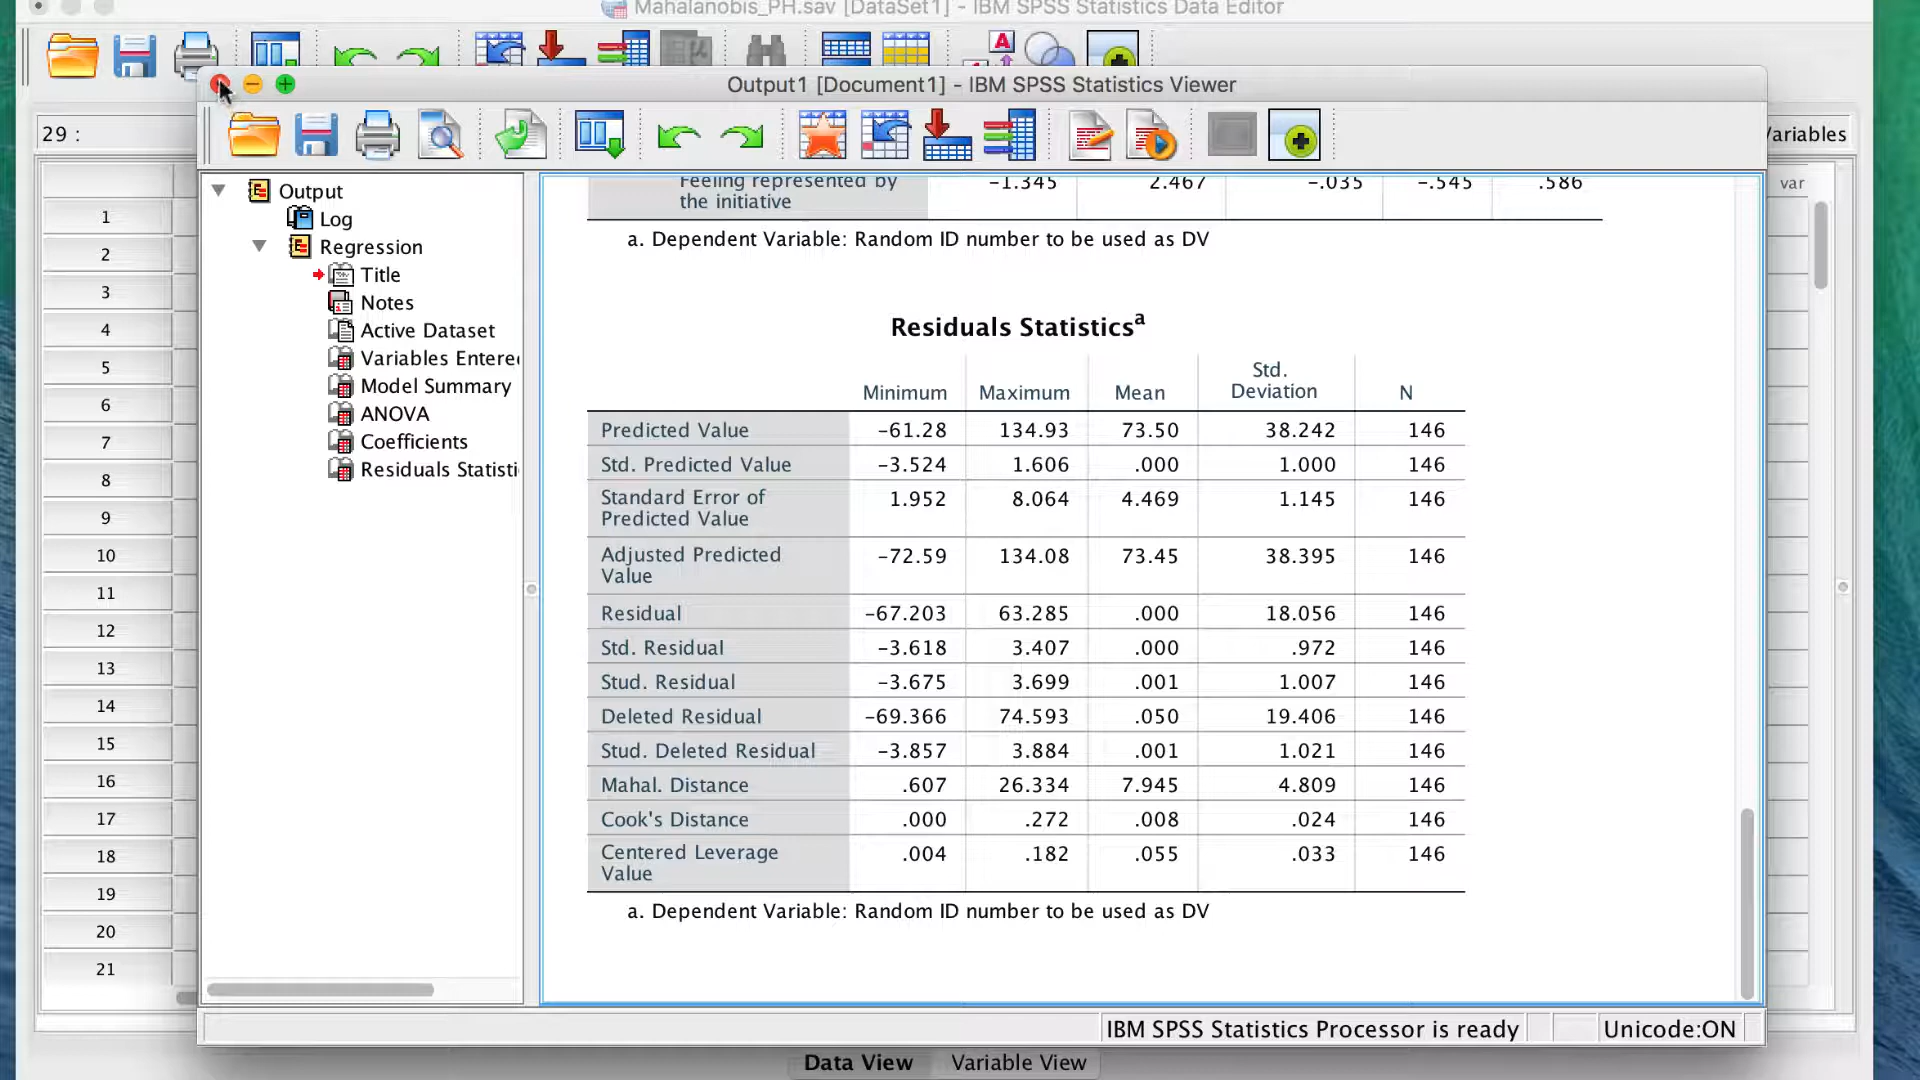 Mahalanobis_PH.sav [DataSet1] - IBM SPSS Statistics Data Editor
Output1 [Document1] - IBM SPSS Statistics Viewer
29 :
Variables
var
1
2
3
4
5
6
7
8
9
10
11
12
13
14
15
16
17
18
19
20
21
Output
Log
Regression
Title
Notes
Active Dataset
Variables Entered
Model Summary
ANOVA
Coefficients
Residuals Statisti
Feeling represented by the initiative -1.345 2.467 -.035 -.545 .586
a. Dependent Variable: Random ID number to be used as DV
Residuals Statisticsa
Minimum Maximum Mean Std. Deviation N
Predicted Value -61.28 134.93 73.50 38.242 146
Std. Predicted Value -3.524 1.606 .000 1.000 146
Standard Error of Predicted Value 1.952 8.064 4.469 1.145 146
Adjusted Predicted Value -72.59 134.08 73.45 38.395 146
Residual -67.203 63.285 .000 18.056 146
Std. Residual -3.618 3.407 .000 .972 146
Stud. Residual -3.675 3.699 .001 1.007 146
Deleted Residual -69.366 74.593 .050 19.406 146
Stud. Deleted Residual -3.857 3.884 .001 1.021 146
Mahal. Distance .607 26.334 7.945 4.809 146
Cook's Distance .000 .272 .008 .024 146
Centered Leverage Value .004 .182 .055 .033 146
a. Dependent Variable: Random ID number to be used as DV
IBM SPSS Statistics Processor is ready
Unicode:ON
Data View
Variable View